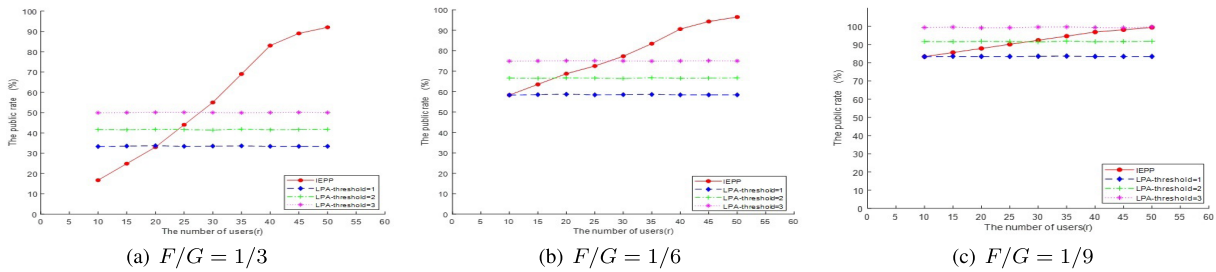 The public rate (%)
100
90
80
70
60
50
40
30
20
10
0
0 5 10 15 20 25 30 35 40 45 50 60
The number of users(r)
IEPP
LPA-threshold=1
LPA-threshold=2
LPA-threshold=3
(a) F/G = 1/3
The public rate (%)
100
90
80
70
60
50
40
30
20
10
0
0 5 10 15 20 25 30 35 40 45 50 60
The number of users(r)
IEPP
LPA-threshold=1
LPA-threshold=2
LPA-threshold=3
(b) F/G = 1/6
The public rate (%)
100
90
80
70
60
50
40
30
20
10
0
0 5 10 15 20 25 30 35 40 45 50 60
The number of users(r)
IEPP
LPA-threshold=1
LPA-threshold=2
LPA-threshold=3
(c) F/G = 1/9